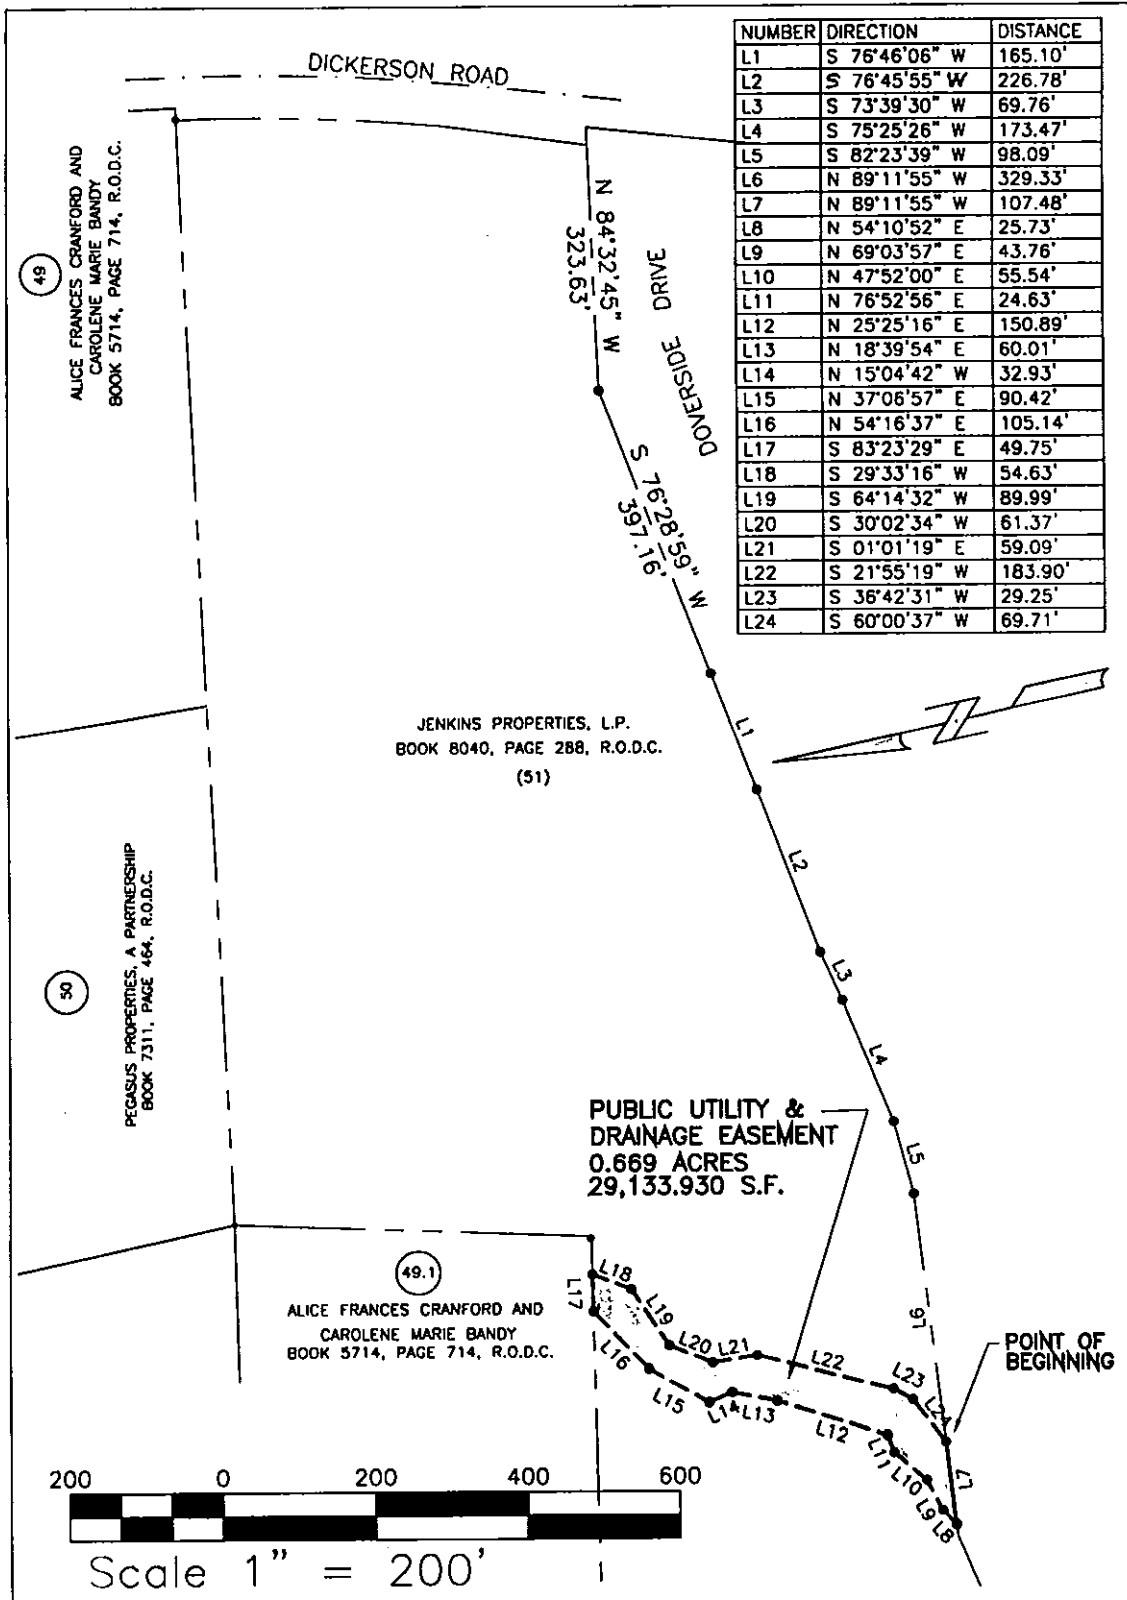 NUMBER DIRECTION DISTANCE
L1 S 76°46'06" W 165.10'
L2 S 76°45'55" W 226.78'
L3 S 73°39'30" W 69.76'
L4 S 75°25'26" W 173.47'
L5 S 82°23'39" W 98.09'
L6 N 89°11'55" W 329.33'
L7 N 89°11'55" W 107.48'
L8 N 54°10'52" E 25.73'
L9 N 69°03'57" E 43.76'
L10 N 47°52'00" E 55.54'
L11 N 76°52'56" E 24.63'
L12 N 25°25'16" E 150.89'
L13 N 18°39'54" E 60.01'
L14 N 15°04'42" W 32.93'
L15 N 37°06'57" E 90.42'
L16 N 54°16'37" E 105.14'
L17 S 83°23'29" E 49.75'
L18 S 29°33'16" W 54.63'
L19 S 64°14'32" W 89.99'
L20 S 30°02'34" W 61.37'
L21 S 01°01'19" E 59.09'
L22 S 21°55'19" W 183.90'
L23 S 36°42'31" W 29.25'
L24 S 60°00'37" W 69.71'
DICKERSON ROAD
49
ALICE FRANCES CRANFORD AND
CAROLENE MARIE BANDY
BOOK 5714, PAGE 714, R.O.D.C.
N 84°32'45" W
323.63'
DOVERSIDE DRIVE
S 76°28'59" W
397.16'
JENKINS PROPERTIES, L.P.
BOOK 8040, PAGE 288, R.O.D.C.
(51)
L1
L2
L3
L4
L5
L6
50
PEGASUS PROPERTIES, A PARTNERSHIP
BOOK 7311, PAGE 464, R.O.D.C.
PUBLIC UTILITY &
DRAINAGE EASEMENT
0.669 ACRES
29,133.930 S.F.
49.1
ALICE FRANCES CRANFORD AND
CAROLENE MARIE BANDY
BOOK 5714, PAGE 714, R.O.D.C.
POINT OF
BEGINNING
L17
L18
L19
L20
L21
L22
L23
L24
L16
L15
L14
L13
L12
L11
L10
L9
L8
L7
200 0 200 400 600
Scale 1" = 200'